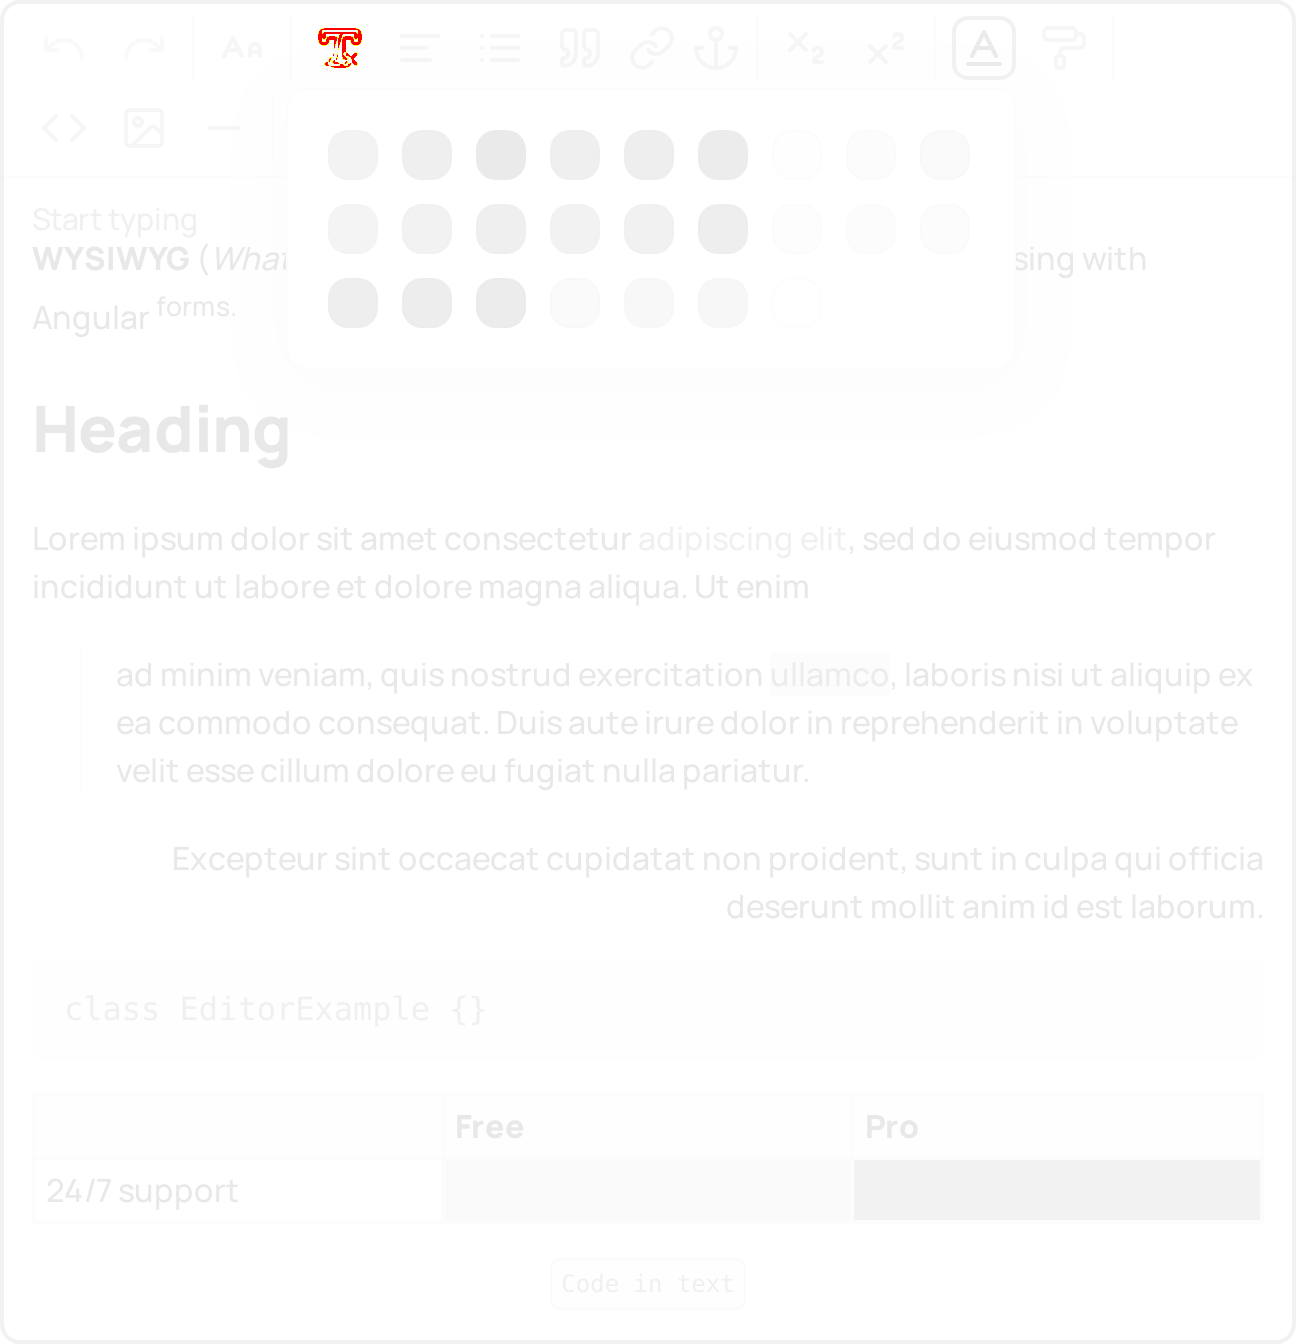 Start typing
WYSIWYG (What sing with
Angular forms.
Heading
Lorem ipsum dolor sit amet consectetur adipiscing elit, sed do eiusmod tempor
incididunt ut labore et dolore magna aliqua. Ut enim
ad minim veniam, quis nostrud exercitation ullamco, laboris nisi ut aliquip ex
ea commodo consequat. Duis aute irure dolor in reprehenderit in voluptate
velit esse cillum dolore eu fugiat nulla pariatur.
Excepteur sint occaecat cupidatat non proident, sunt in culpa qui officia
deserunt mollit anim id est laborum.
class EditorExample {}
Free Pro
24/7 support
Code in text